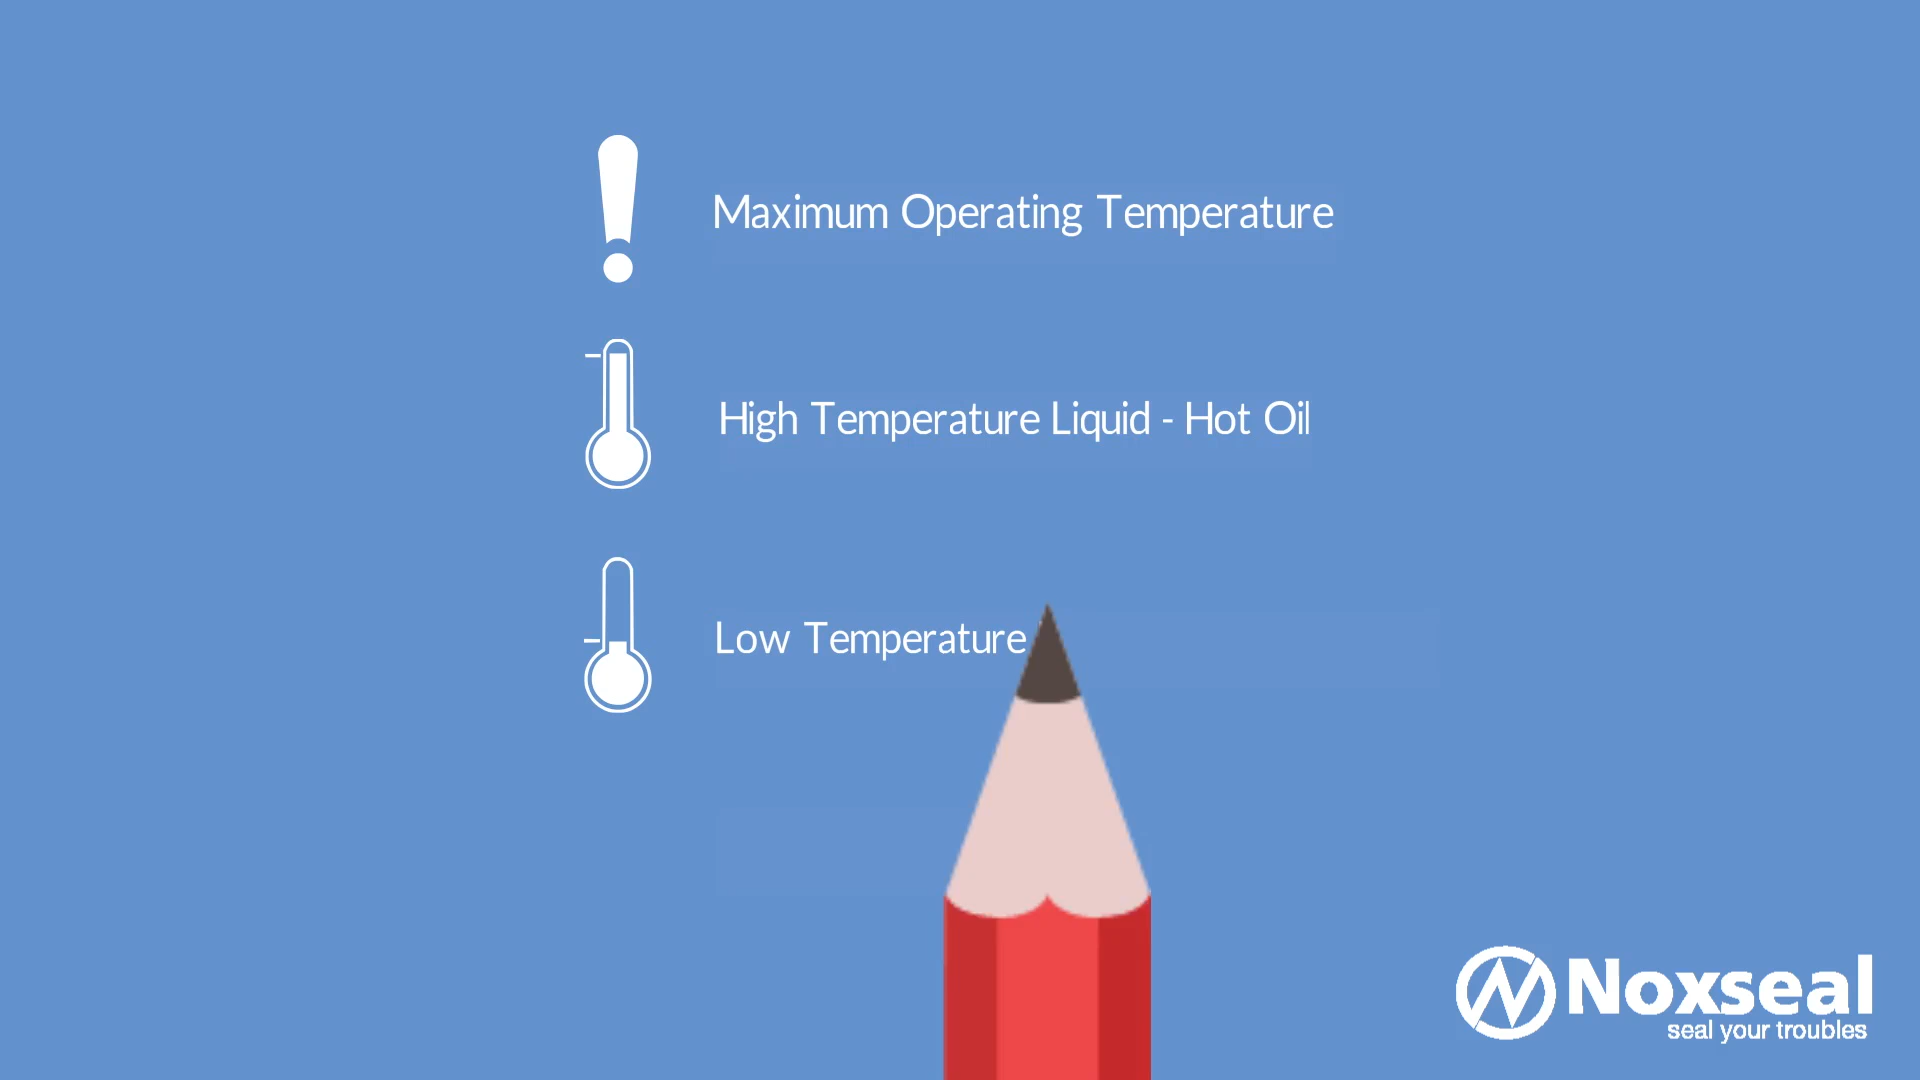 Maximum Operating Temperature
High Temperature Liquid - Hot Oil
Low Temperature
Noxseal
seal your troubles